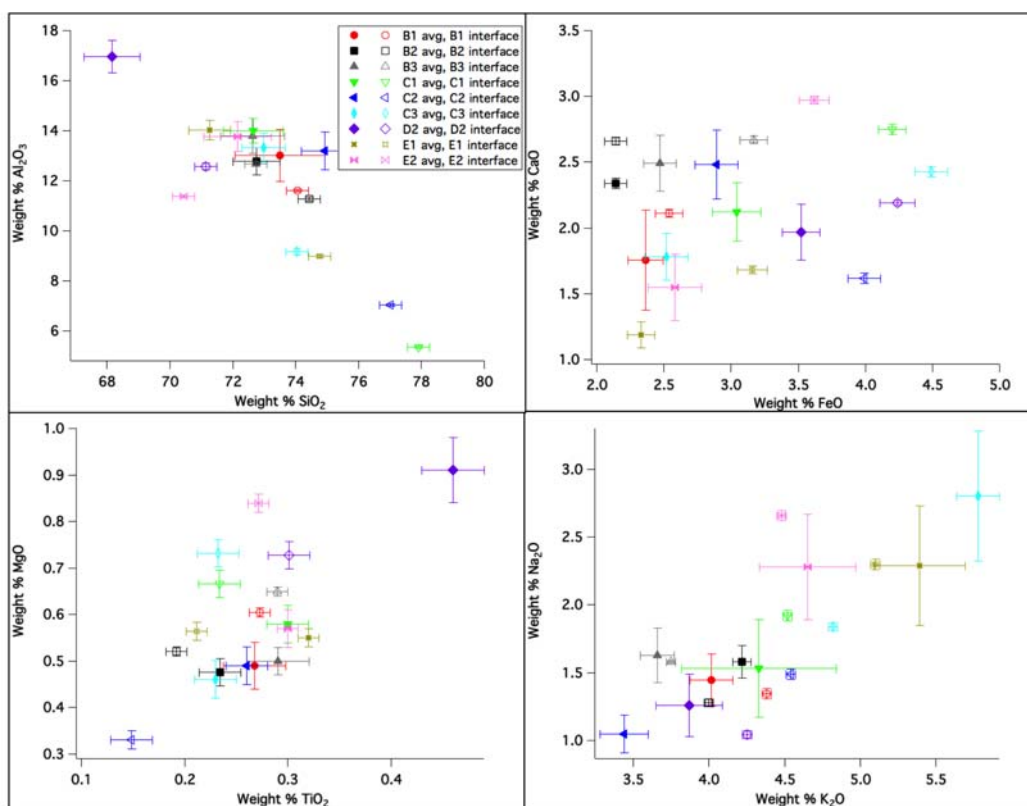 18
16
14
12
10
8
6
Weight % Al2O3
68
70
72
74
76
78
80
Weight % SiO2
B1 avg, B1 interface
B2 avg, B2 interface
B3 avg, B3 interface
C1 avg, C1 interface
C2 avg, C2 interface
C3 avg, C3 interface
D2 avg, D2 interface
E1 avg, E1 interface
E2 avg, E2 interface
3.5
3.0
2.5
2.0
1.5
1.0
Weight % CaO
2.0
2.5
3.0
3.5
4.0
4.5
5.0
Weight % FeO
1.0
0.9
0.8
0.7
0.6
0.5
0.4
0.3
Weight % MgO
0.1
0.2
0.3
0.4
Weight % TiO2
3.0
2.5
2.0
1.5
1.0
Weight % Na2O
3.5
4.0
4.5
5.0
5.5
Weight % K2O